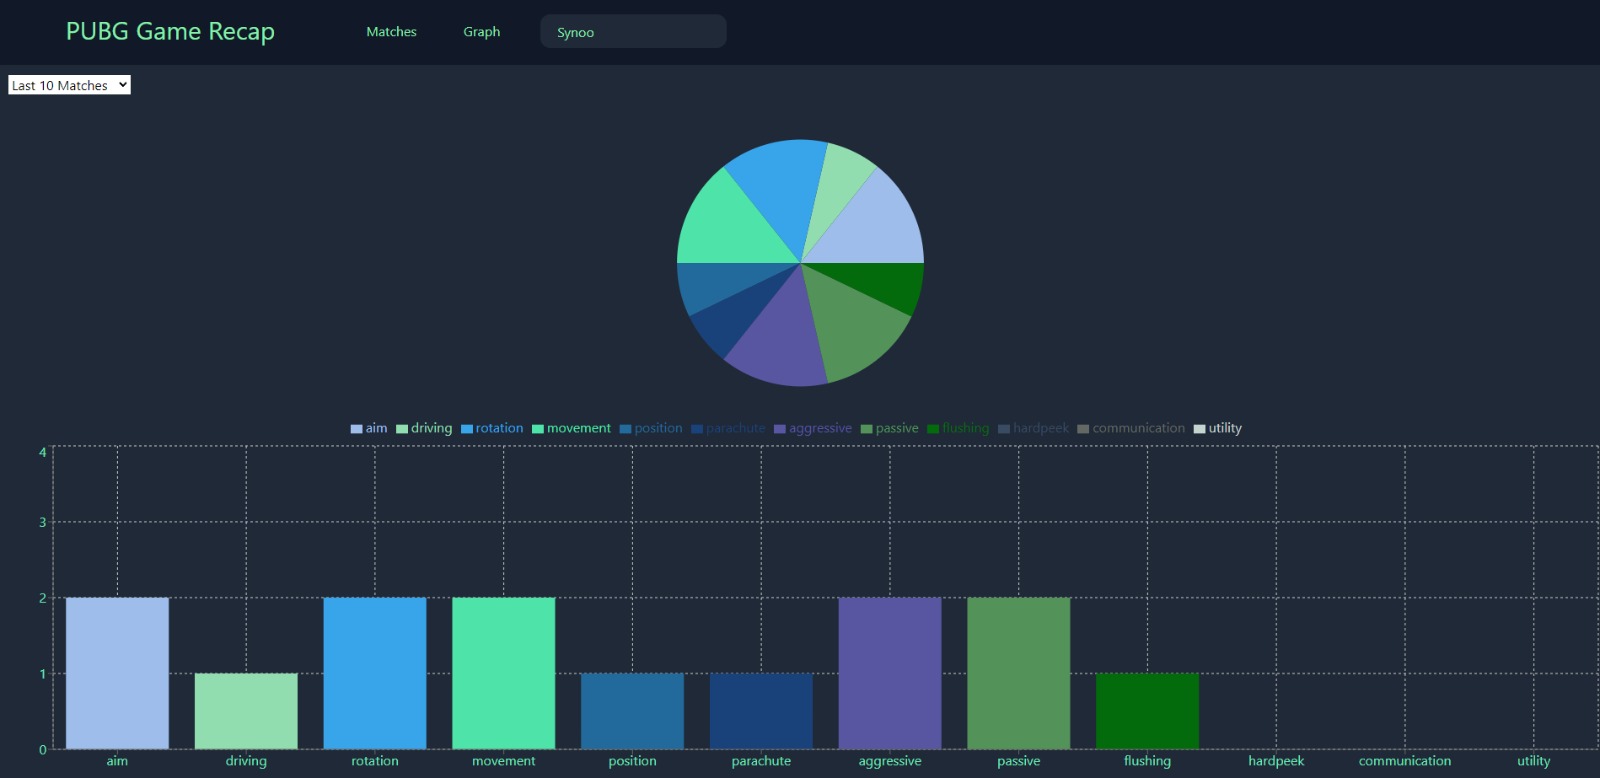 PUBG Game Recap Matches Graph Synoo
Last 10 Matches
aim driving rotation movement position parachute aggressive passive flushing hardpeek communication utility
4
3
2
1
0
aim driving rotation movement position parachute aggressive passive flushing hardpeek communication utility